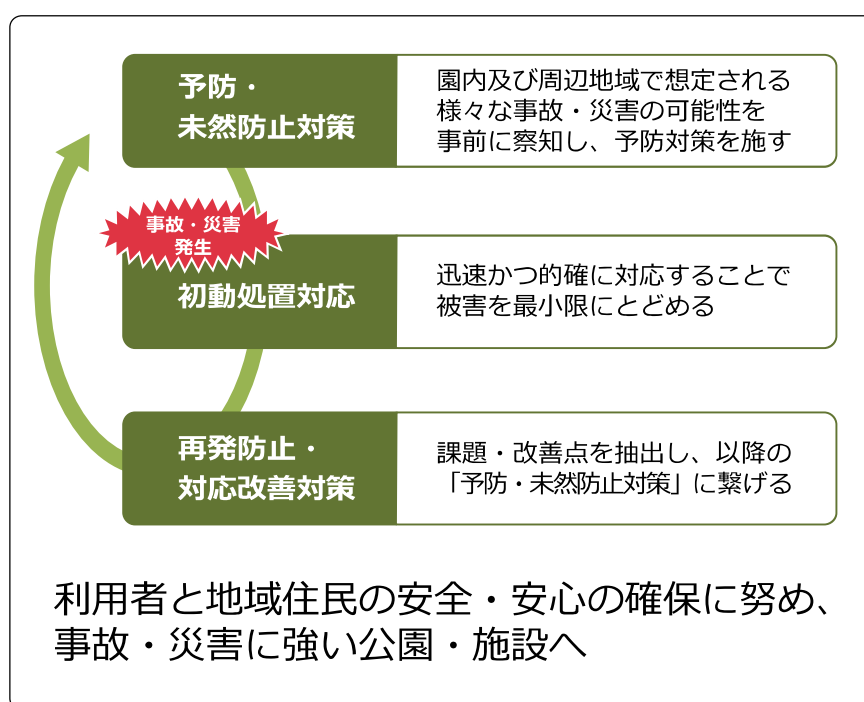 予防・
未然防止対策
園内及び周辺地域で想定される
様々な事故・災害の可能性を
事前に察知し、予防対策を施す
事故・災害
発生
初動処置対応
迅速かつ的確に対応することで
被害を最小限にとどめる
再発防止・
対応改善対策
課題・改善点を抽出し、以降の
「予防・未然防止対策」に繋げる
利用者と地域住民の安全・安心の確保に努め、
事故・災害に強い公園・施設へ